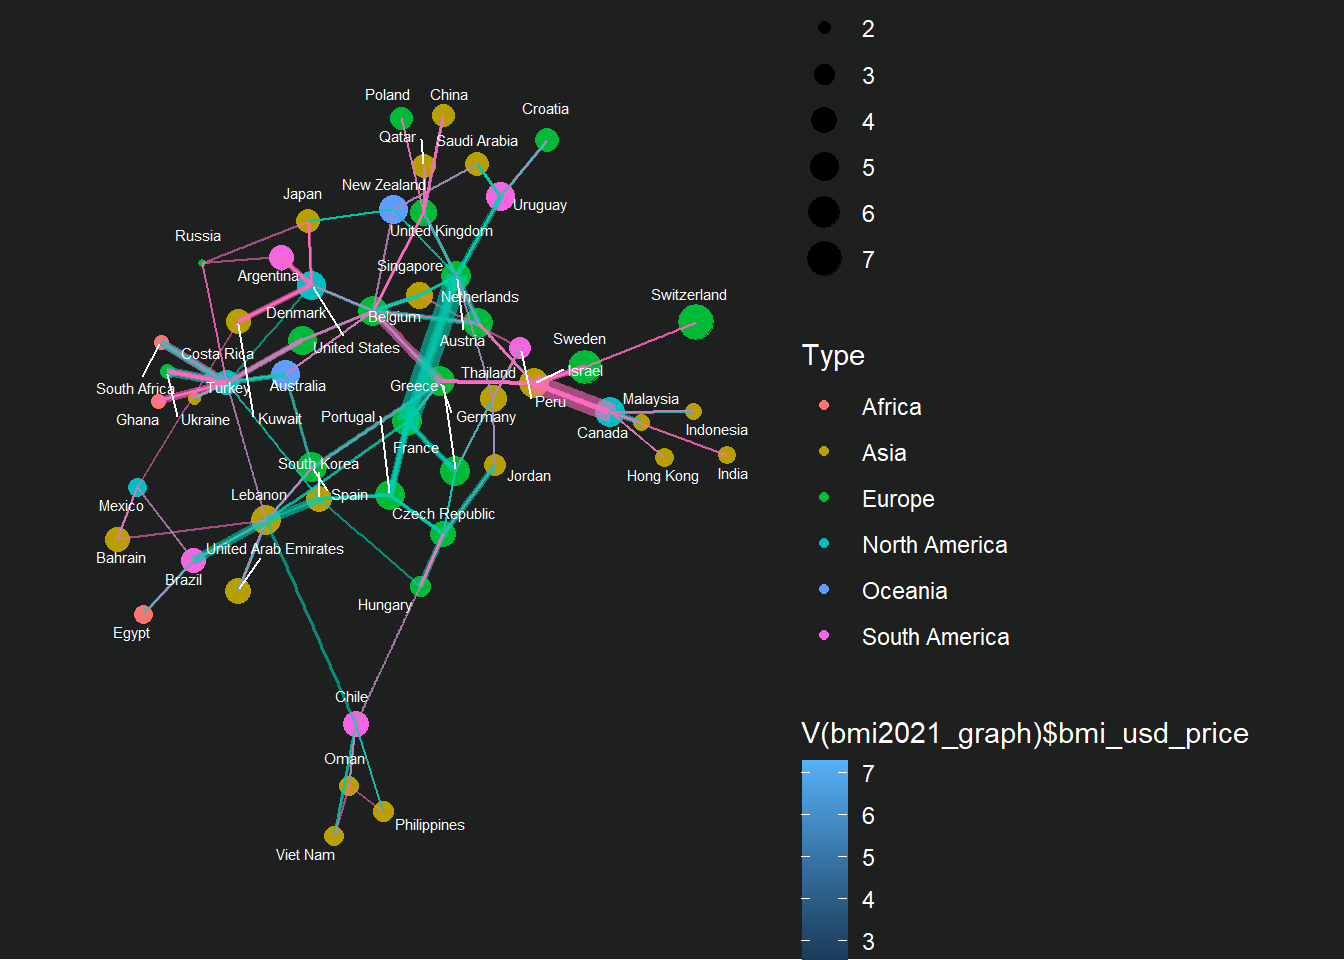 2
3
4
5
6
7
Poland
China
Croatia
Qatar
Saudi Arabia
New Zealand
Japan
Uruguay
United Kingdom
Russia
Singapore
Argentina
Netherlands
Switzerland
Denmark
Belgium
Austria
Sweden
United States
Costa Rica
Thailand
Israel
South Africa
Turkey
Australia
Greece
Peru
Malaysia
Ghana
Ukraine
Kuwait
Portugal
Germany
Canada
Indonesia
France
South Korea
Jordan
Hong Kong
India
Lebanon
Spain
Mexico
Czech Republic
Bahrain
United Arab Emirates
Brazil
Hungary
Egypt
Chile
Oman
Philippines
Viet Nam
Type
Africa
Asia
Europe
North America
Oceania
South America
V(bmi2021_graph)$bmi_usd_price
7
6
5
4
3